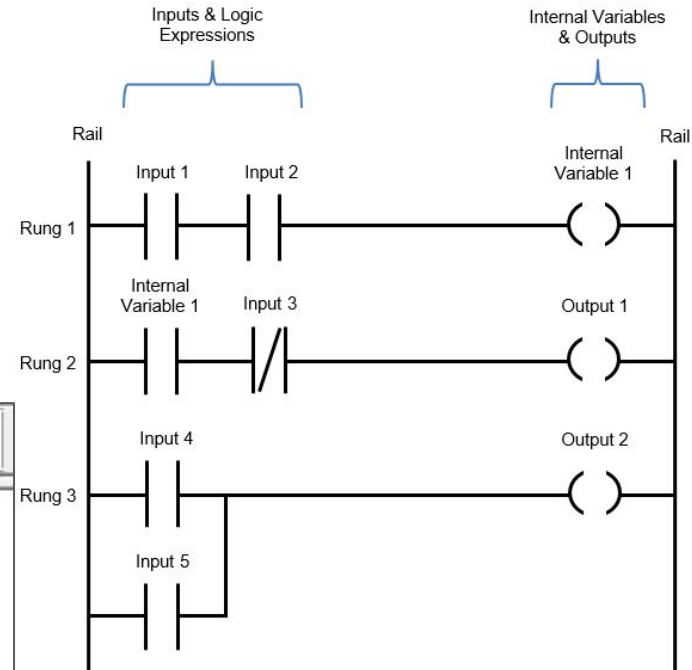 Inputs & Logic
Expressions
Internal Variables
& Outputs
Rail
Rail
Input 1
Input 2
Internal
Variable 1
Rung 1
Internal
Variable 1
Input 3
Output 1
Rung 2
Input 4
Output 2
Rung 3
Input 5